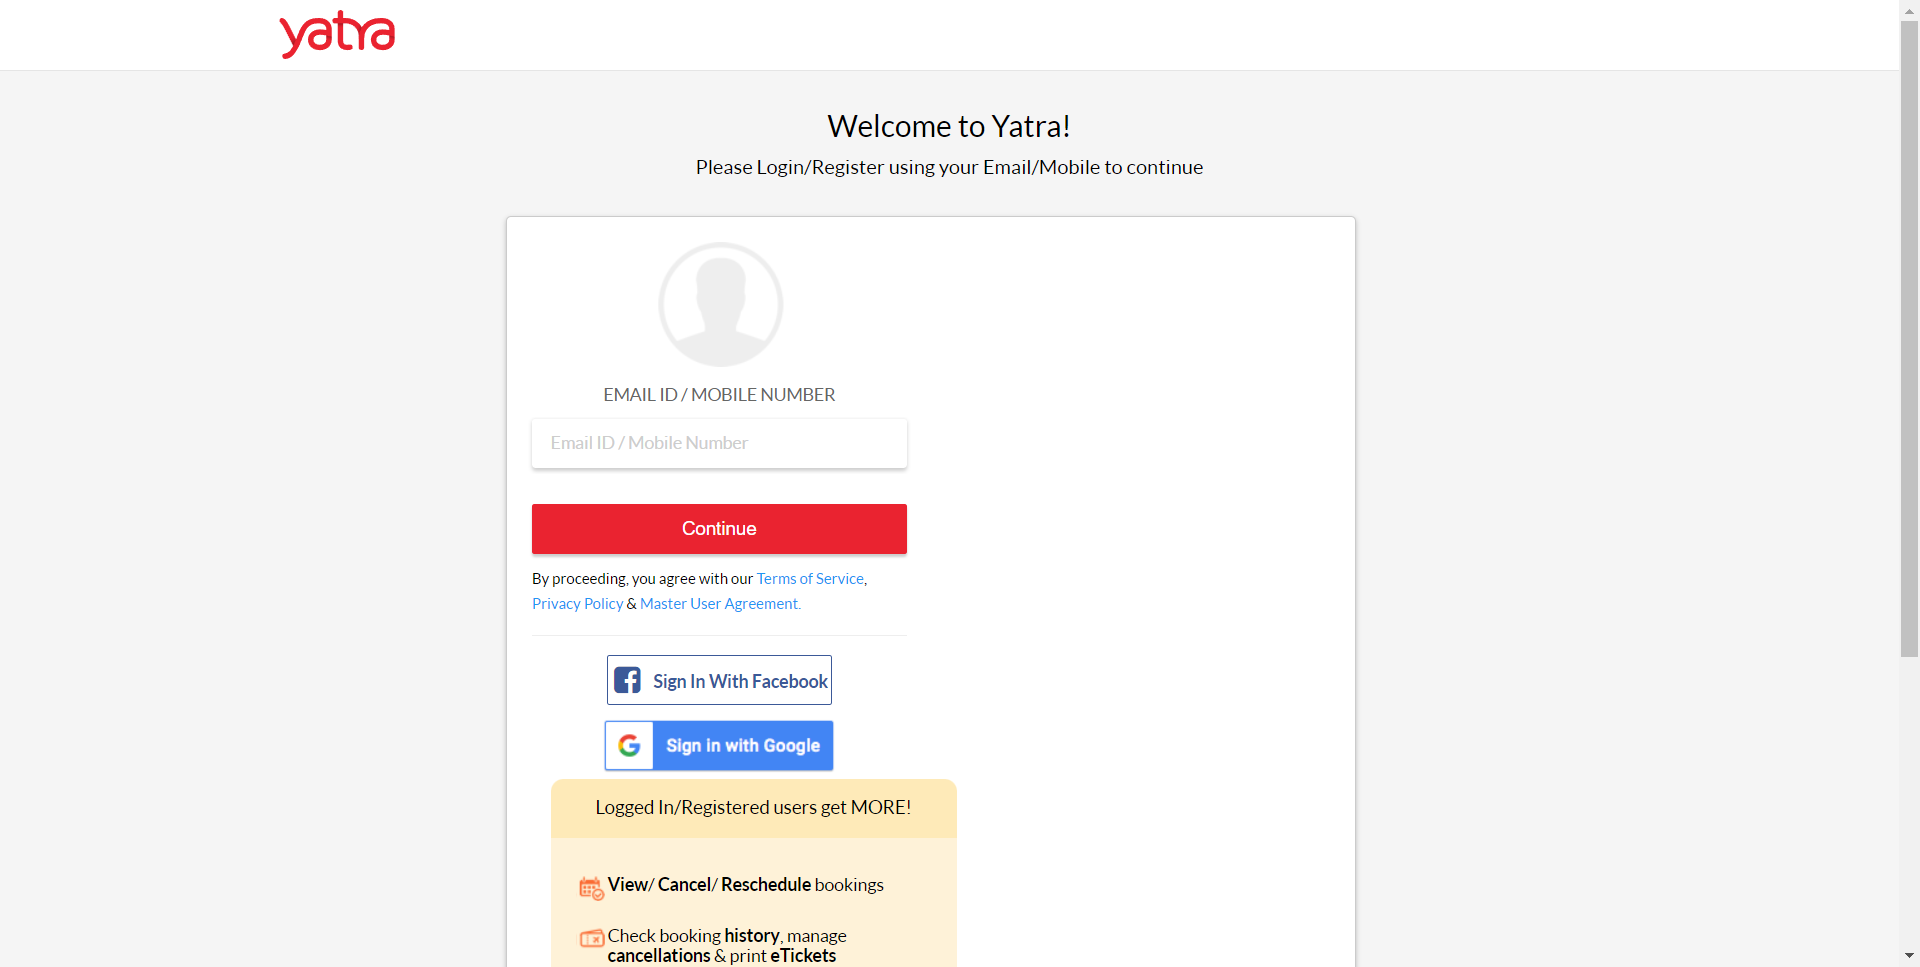 yatra
Welcome to Yatra!
Please Login/Register using your Email/Mobile to continue
EMAIL ID / MOBILE NUMBER
Email ID / Mobile Number
Continue
By proceeding, you agree with our Terms of Service,
Privacy Policy & Master User Agreement.
Sign In With Facebook
Sign in with Google
Logged In/Registered users get MORE!
View/ Cancel/ Reschedule bookings
Check booking history, manage
cancellations & print eTickets